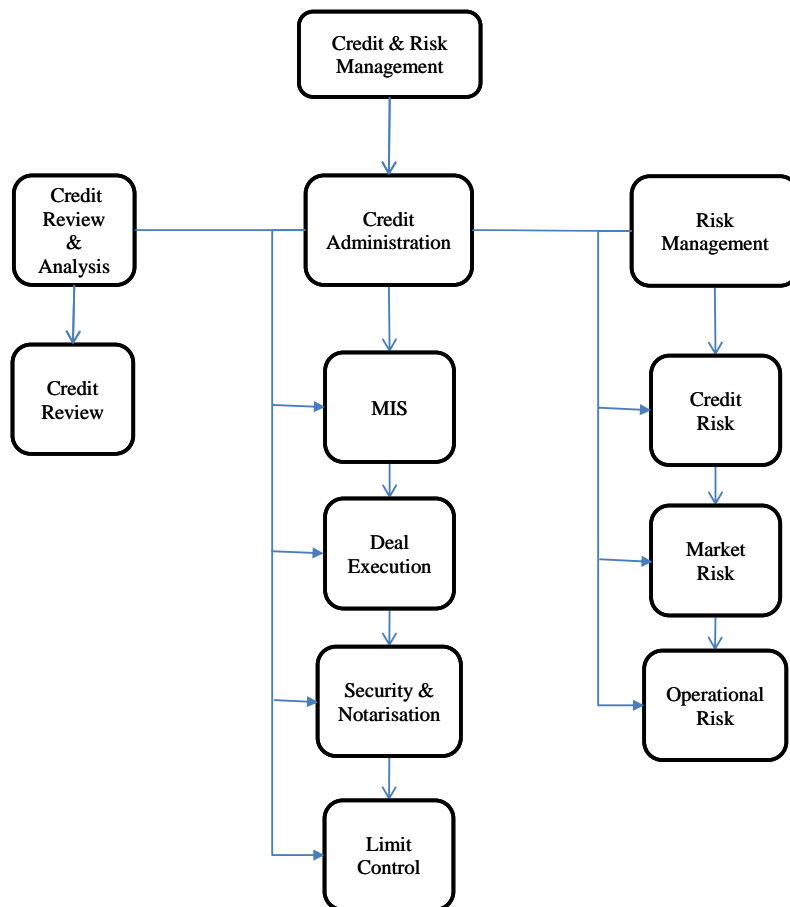 Credit & Risk
Management
Credit
Review
&
Analysis
Credit
Administration
Risk
Management
Credit
Review
MIS
Credit
Risk
Deal
Execution
Market
Risk
Security &
Notarisation
Operational
Risk
Limit
Control